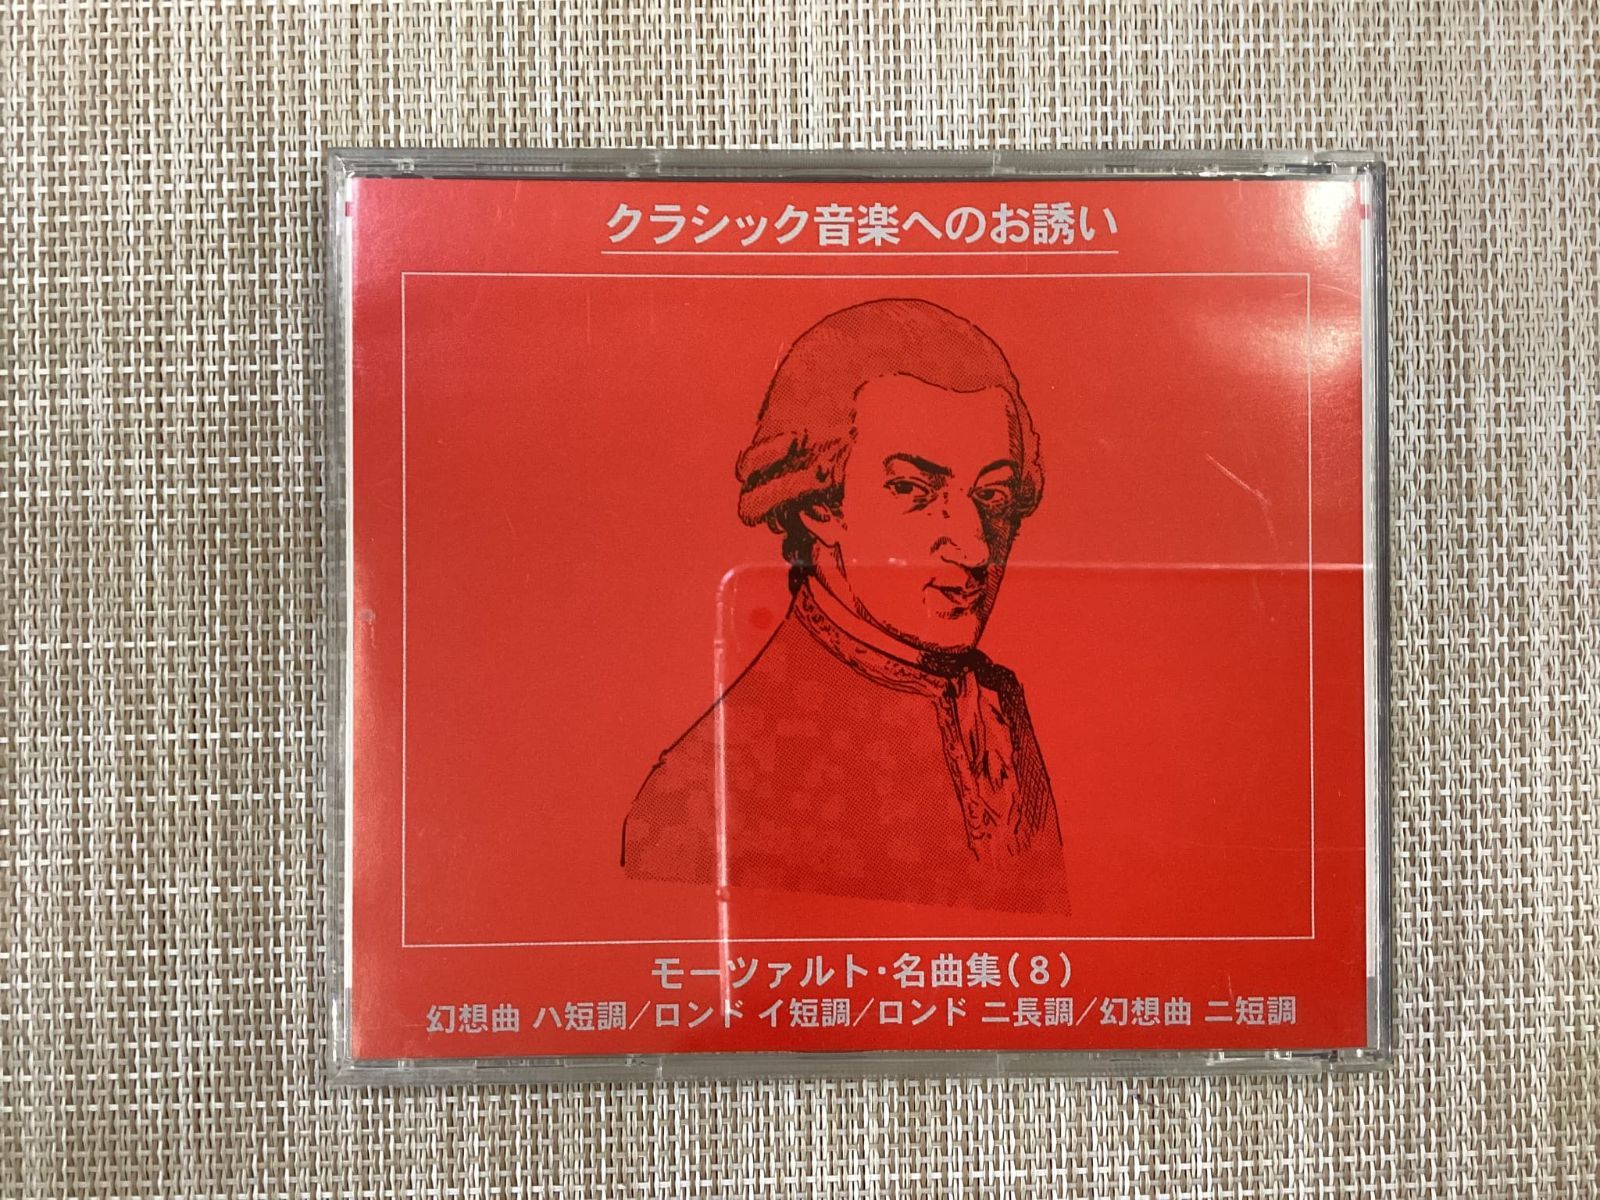 クラシック音楽へのお誘い
モーツァルト・名曲集(8)
幻想曲 ハ短調/ロンド イ短調/ロンド ニ長調/幻想曲 ニ短調